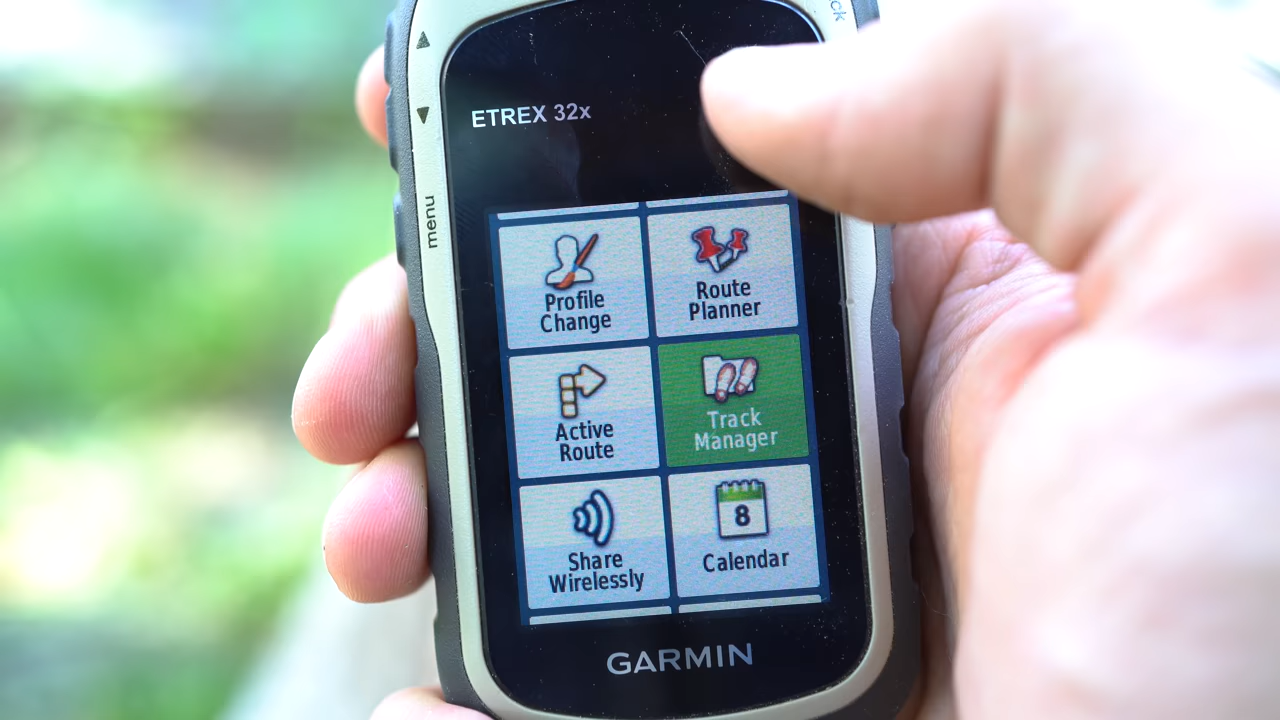 ETREX 32x
menu
Profile
Change
Route
Planner
Active
Route
Track
Manager
Share
Wirelessly
8
Calendar
GARMIN